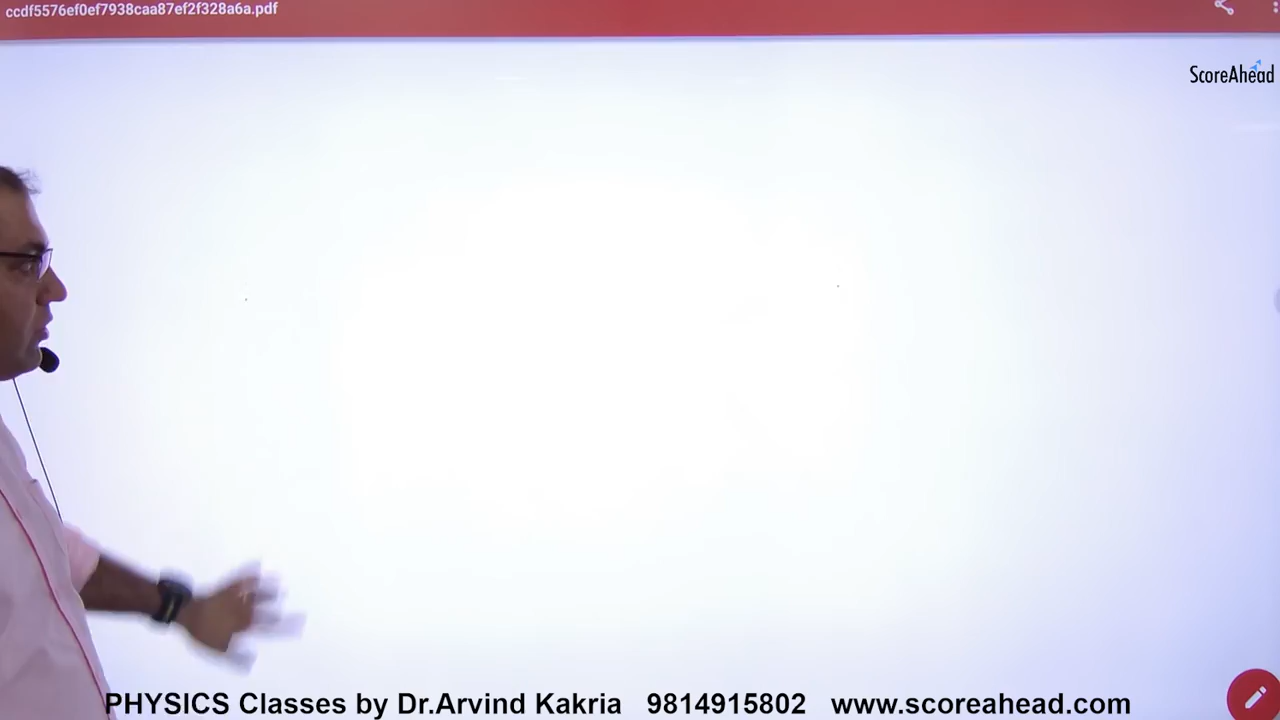 ccdf5576ef0ef7938caa87ef2f328a6a.pdf
ScoreAhead
PHYSICS Classes by Dr.Arvind Kakria 9814915802 www.scoreahead.com